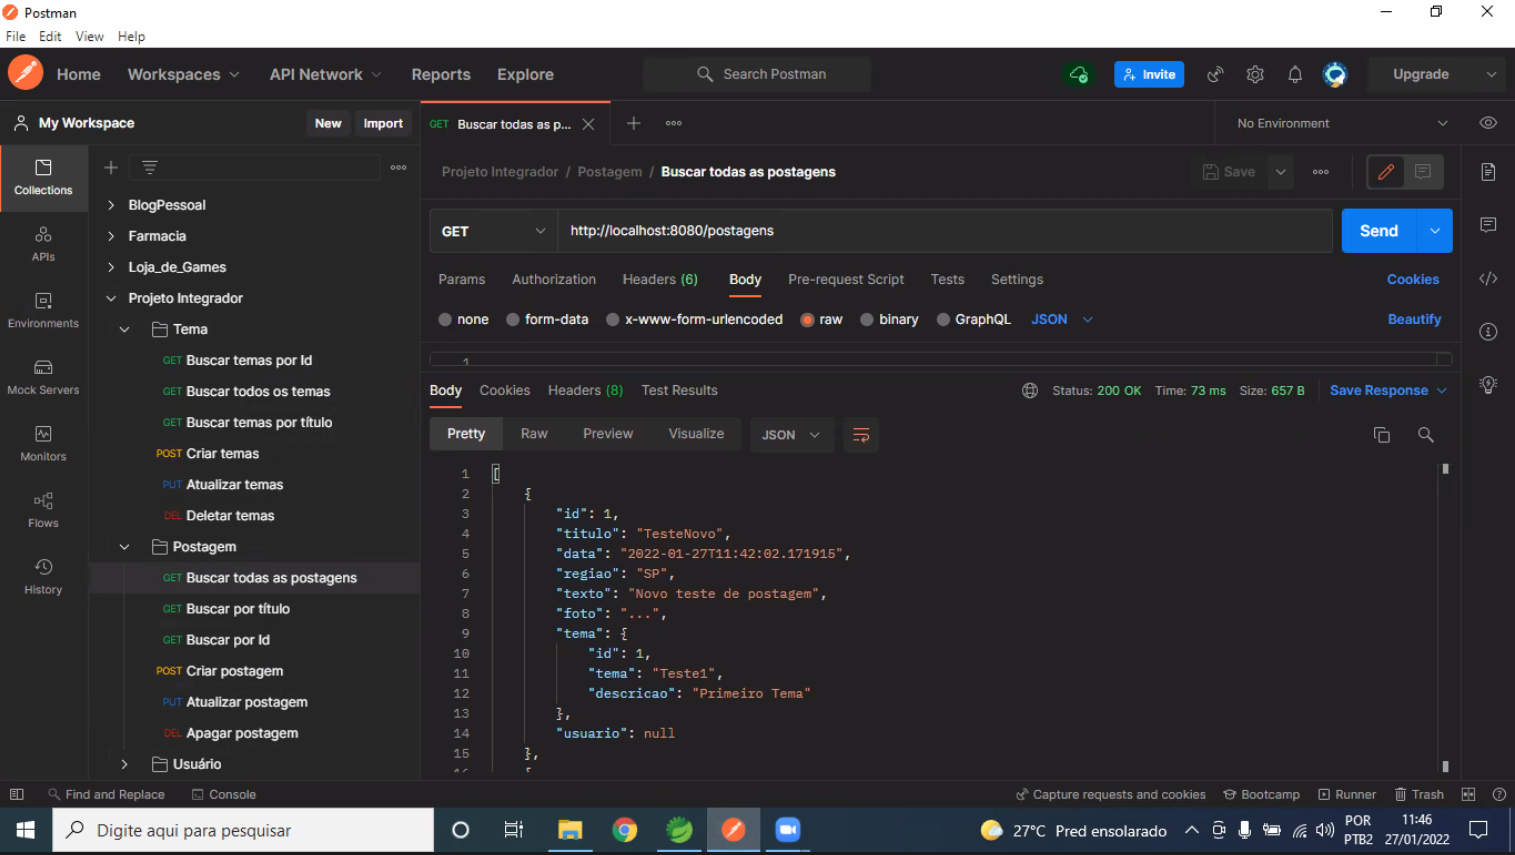 Postman
File Edit View Help
Home Workspaces API Network Reports Explore Search Postman Invite Upgrade
My Workspace New Import GET Buscar todas as p... No Environment
Collections
APIs
Environments
Mock Servers
Monitors
Flows
History
BlogPessoal
Farmacia
Loja_de_Games
Projeto Integrador
Tema
GET Buscar temas por Id
GET Buscar todos os temas
GET Buscar temas por título
POST Criar temas
PUT Atualizar temas
DEL Deletar temas
Postagem
GET Buscar todas as postagens
GET Buscar por título
GET Buscar por Id
POST Criar postagem
PUT Atualizar postagem
DEL Apagar postagem
Usuário
Projeto Integrador / Postagem / Buscar todas as postagens Save
GET http://localhost:8080/postagens Send
Params Authorization Headers (6) Body Pre-request Script Tests Settings Cookies
none form-data x-www-form-urlencoded raw binary GraphQL JSON Beautify
1
Body Cookies Headers (8) Test Results Status: 200 OK Time: 73 ms Size: 657 B Save Response
Pretty Raw Preview Visualize JSON
1 [
2 {
3 "id": 1,
4 "titulo": "TesteNovo",
5 "data": "2022-01-27T11:42:02.171915",
6 "regiao": "SP",
7 "texto": "Novo teste de postagem",
8 "foto": "...",
9 "tema": {
10 "id": 1,
11 "tema": "Teste1",
12 "descricao": "Primeiro Tema"
13 },
14 "usuario": null
15 },
16 {
Find and Replace Console Capture requests and cookies Bootcamp Runner Trash
Digite aqui para pesquisar 27°C Pred ensolarado POR 11:46
PTB2 27/01/2022